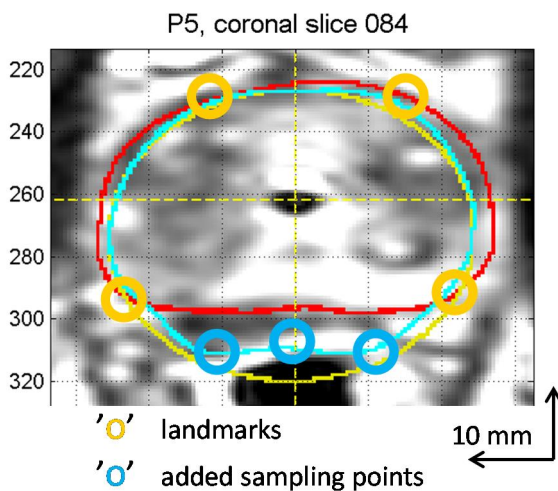 P5, coronal slice 084
220
240
260
280
300
320
'o' landmarks
10 mm
'o' added sampling points